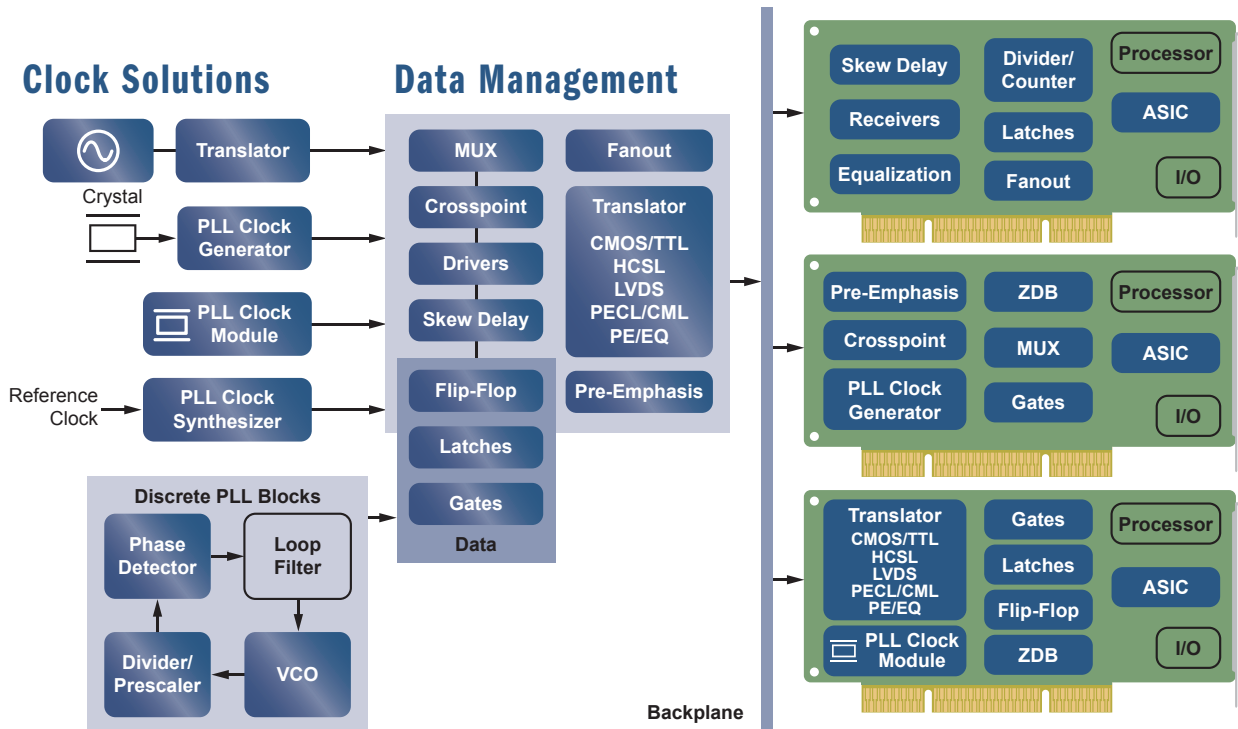 Clock Solutions
Translator
Crystal
PLL Clock
Generator
PLL Clock
Module
Reference
Clock
PLL Clock
Synthesizer
Discrete PLL Blocks
Phase
Detector
Loop
Filter
Divider/
Prescaler
VCO
Data Management
MUX
Crosspoint
Drivers
Skew Delay
Flip-Flop
Latches
Gates
Data
Fanout
Translator
CMOS/TTL
HCSL
LVDS
PECL/CML
PE/EQ
Pre-Emphasis
Backplane
Skew Delay
Receivers
Equalization
Divider/
Counter
Latches
Fanout
Processor
ASIC
I/O
Pre-Emphasis
Crosspoint
PLL Clock
Generator
ZDB
MUX
Gates
Processor
ASIC
I/O
Translator
CMOS/TTL
HCSL
LVDS
PECL/CML
PE/EQ
PLL Clock
Module
Gates
Latches
Flip-Flop
ZDB
Processor
ASIC
I/O